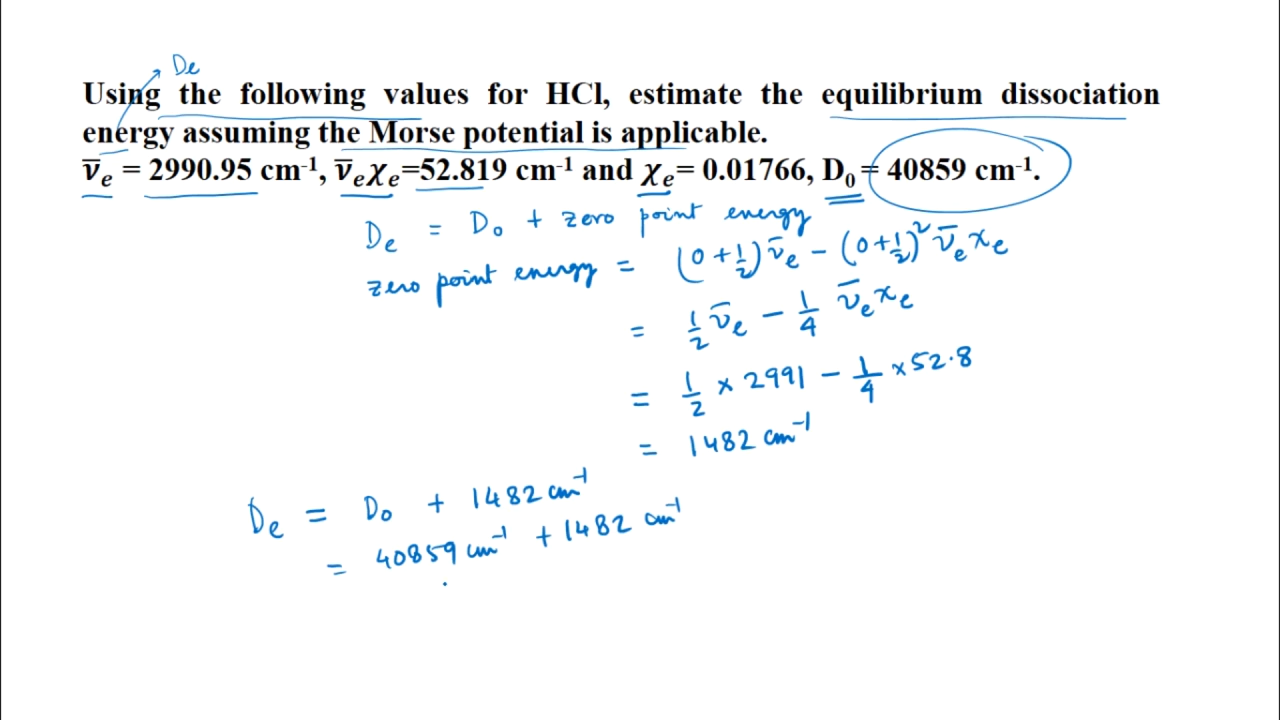 De
Using the following values for HCl, estimate the equilibrium dissociation
energy assuming the Morse potential is applicable.
ν̅e = 2990.95 cm⁻¹, ν̅eχe=52.819 cm⁻¹ and χe= 0.01766, D₀= 40859 cm⁻¹.
De = D₀ + zero point energy
zero point energy = (0+½)ν̅e − (0+½)² ν̅e xe
= ½ ν̅e − ¼ ν̅e xe
= ½ × 2991 − ¼ × 52.8
= 1482 cm⁻¹
De = D₀ + 1482 cm⁻¹
= 40859 cm⁻¹ + 1482 cm⁻¹